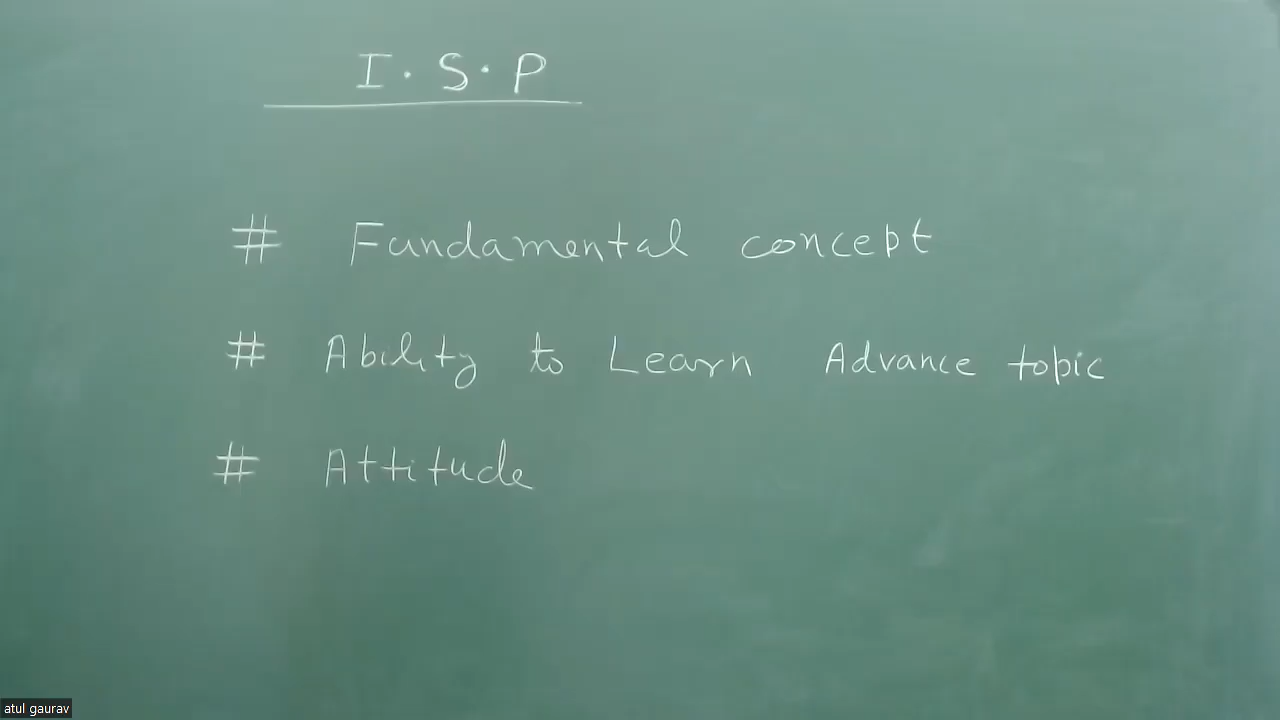 I.S.P
# Fundamental concept
# Ability to Learn Advance topic
# Attitude
atul gaurav